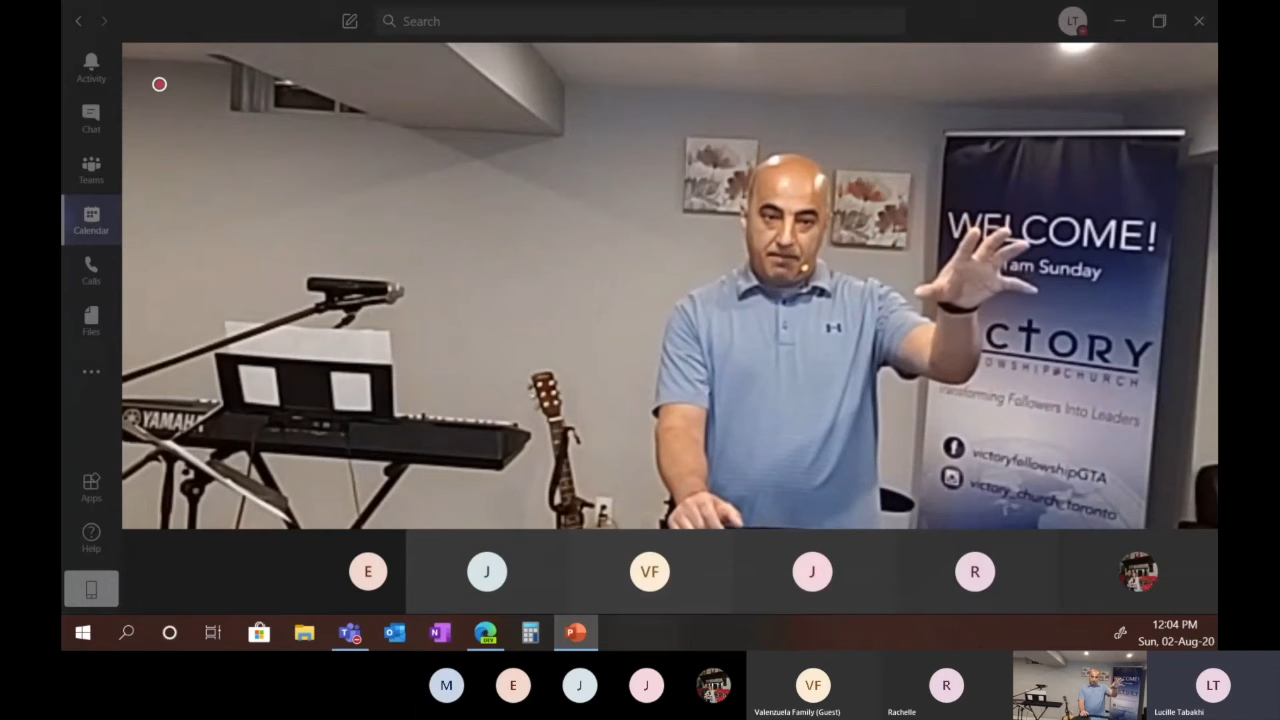 Search
LT
Activity
Chat
Teams
Calendar
Calls
Files
Apps
Help
WELCOME!
am Sunday
YAMAHA
VICTORY
Transforming Followers Into Leaders
victoryfellowshipGTA
victory_church_toronto
E
J
VF
J
R
12:04 PM
Sun, 02-Aug-20
M
E
J
J
VF
R
LT
Valenzuela Family (Guest)
Rachelle
Lucille Tabakhi